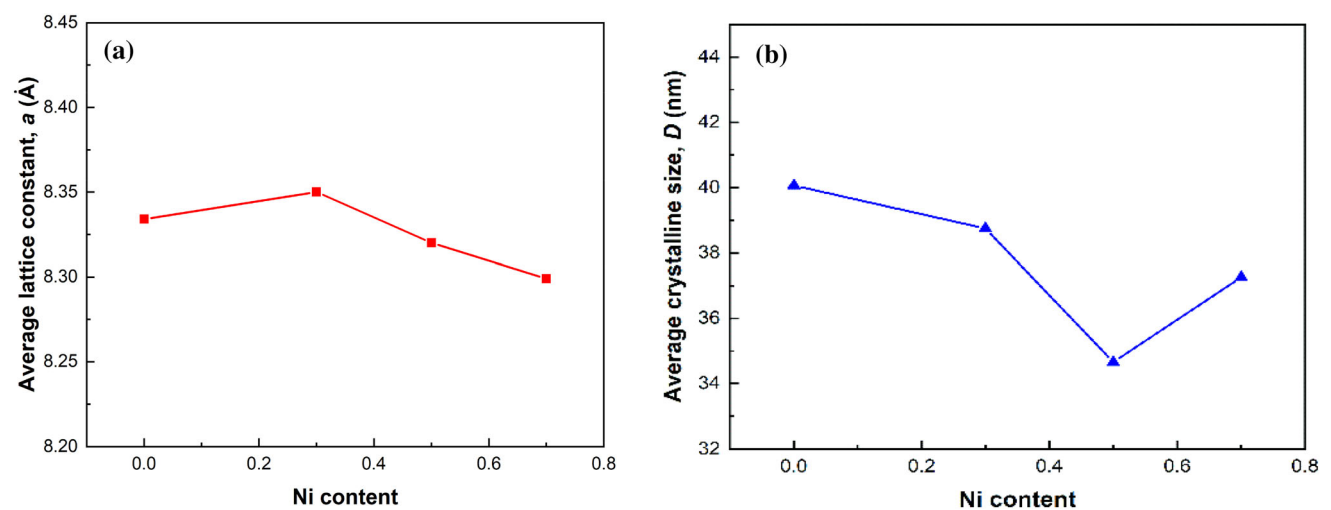 (a)
Average lattice constant, a (Å)
8.45
8.40
8.35
8.30
8.25
8.20
0.0 0.2 0.4 0.6 0.8
Ni content
(b)
Average crystalline size, D (nm)
44
42
40
38
36
34
32
0.0 0.2 0.4 0.6 0.8
Ni content